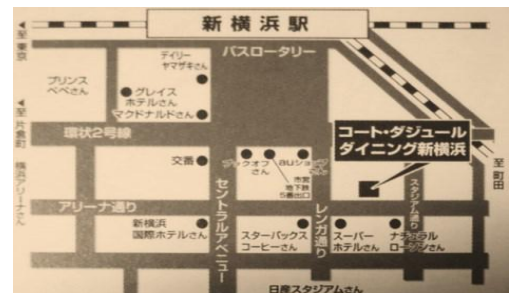 新横浜駅
至東京
バスロータリー
デイリー
ヤマザキさん
プリンス
ペペさん
グレイス
ホテルさん
マクドナルドさん
至片倉町
環状2号線
コート・ダジュール
ダイニング新横浜
交番
ブックオフ
さん
auショップさん
市営
地下鉄
5番出口
至町田
横浜アリーナさん
アリーナ通り
セントラルアベニュー
レンガ通り
スタジアム通り
新横浜
国際ホテルさん
スターバックス
コーヒーさん
スーパー
ホテルさん
ナチュラル
ローソンさん
日産スタジアムさん